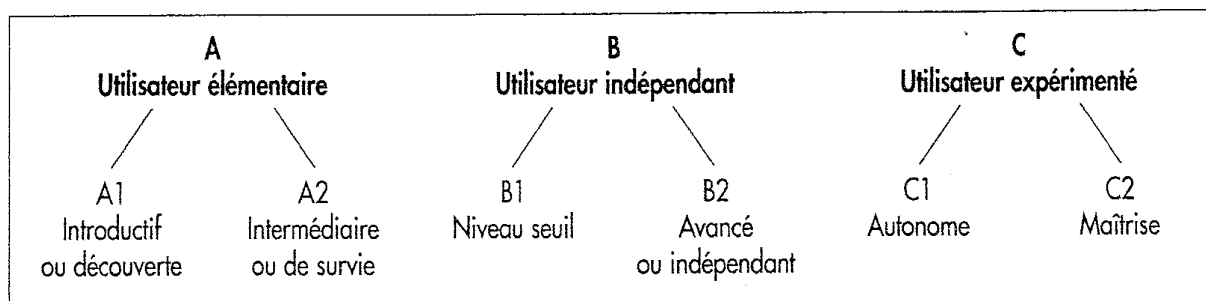 A
Utilisateur élémentaire
B
Utilisateur indépendant
C
Utilisateur expérimenté
A1
Introductif
ou découverte
A2
Intermédiaire
ou de survie
B1
Niveau seuil
B2
Avancé
ou indépendant
C1
Autonome
C2
Maîtrise